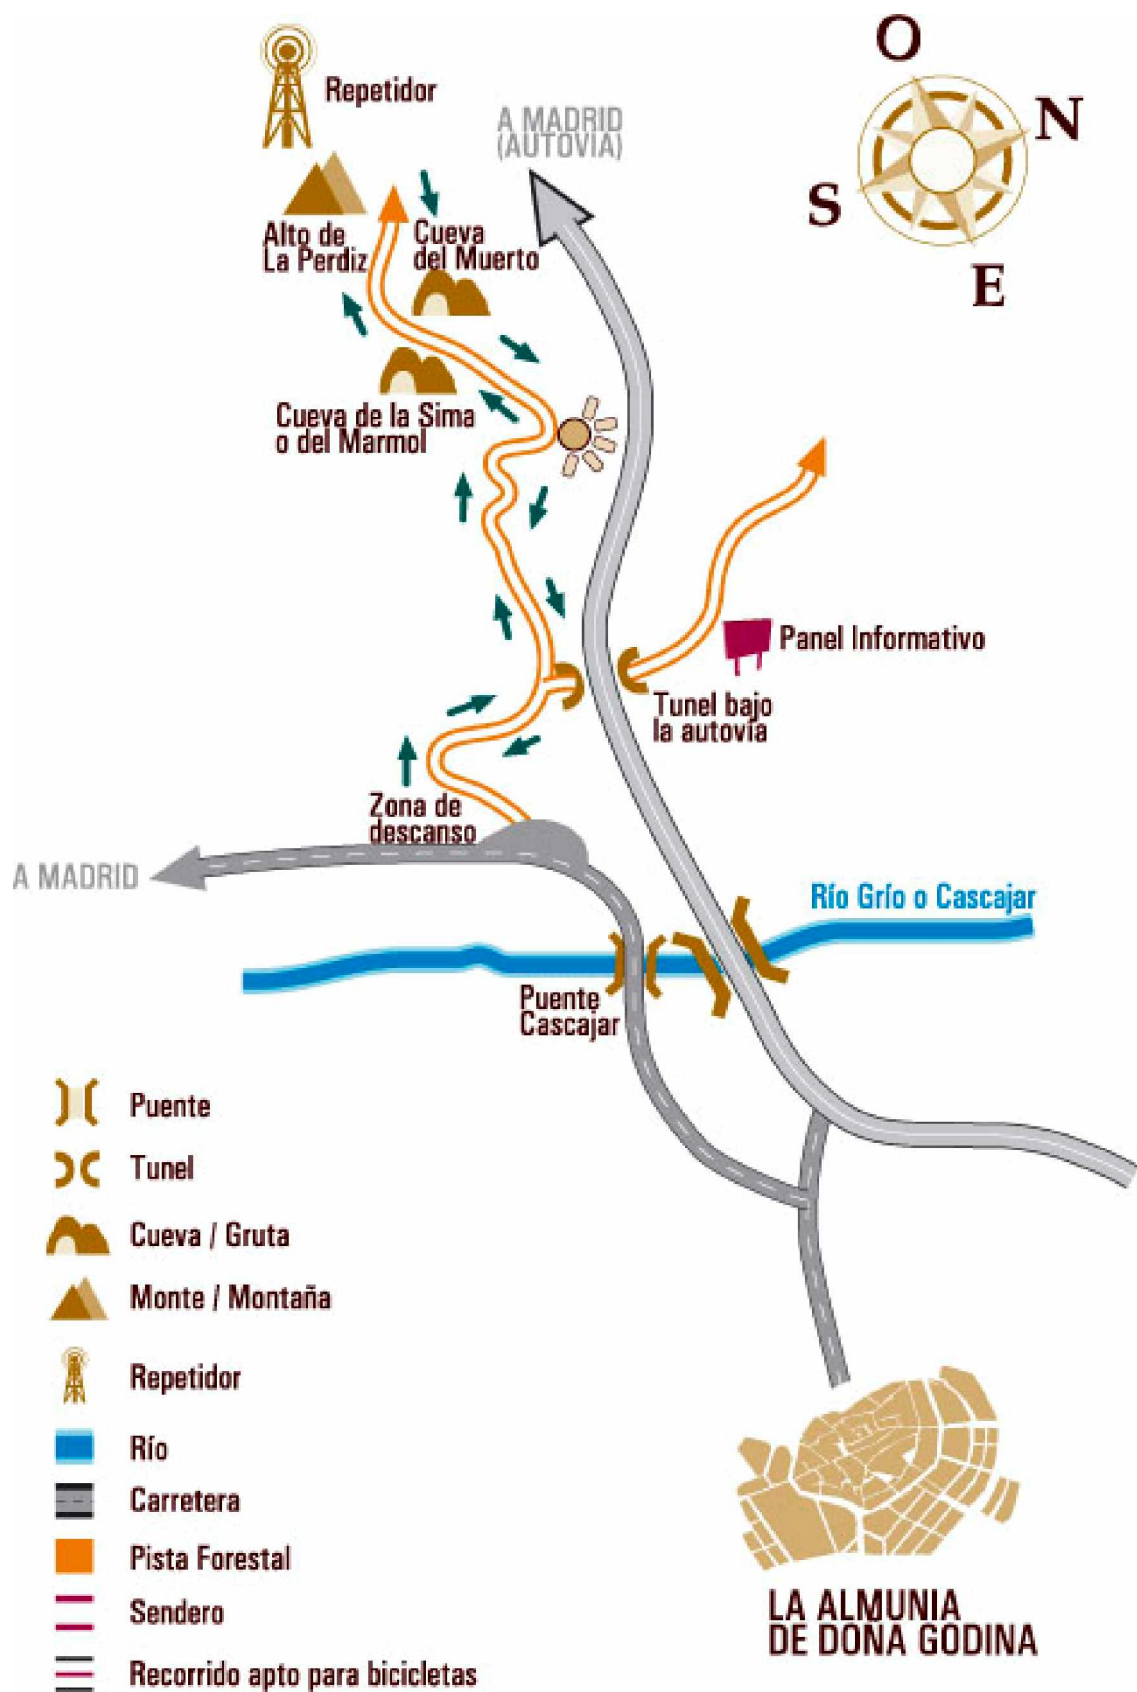 O
N
S
E
Repetidor
A MADRID
(AUTOVIA)
Alto de
La Perdiz
Cueva
del Muerto
Cueva de la Sima
o del Marmol
Panel Informativo
Tunel bajo
la autovía
Zona de
descanso
A MADRID
Río Grío o Cascajar
Puente
Cascajar
Puente
Tunel
Cueva / Gruta
Monte / Montaña
Repetidor
Río
Carretera
Pista Forestal
Sendero
Recorrido apto para bicicletas
LA ALMUNIA
DE DOÑA GODINA